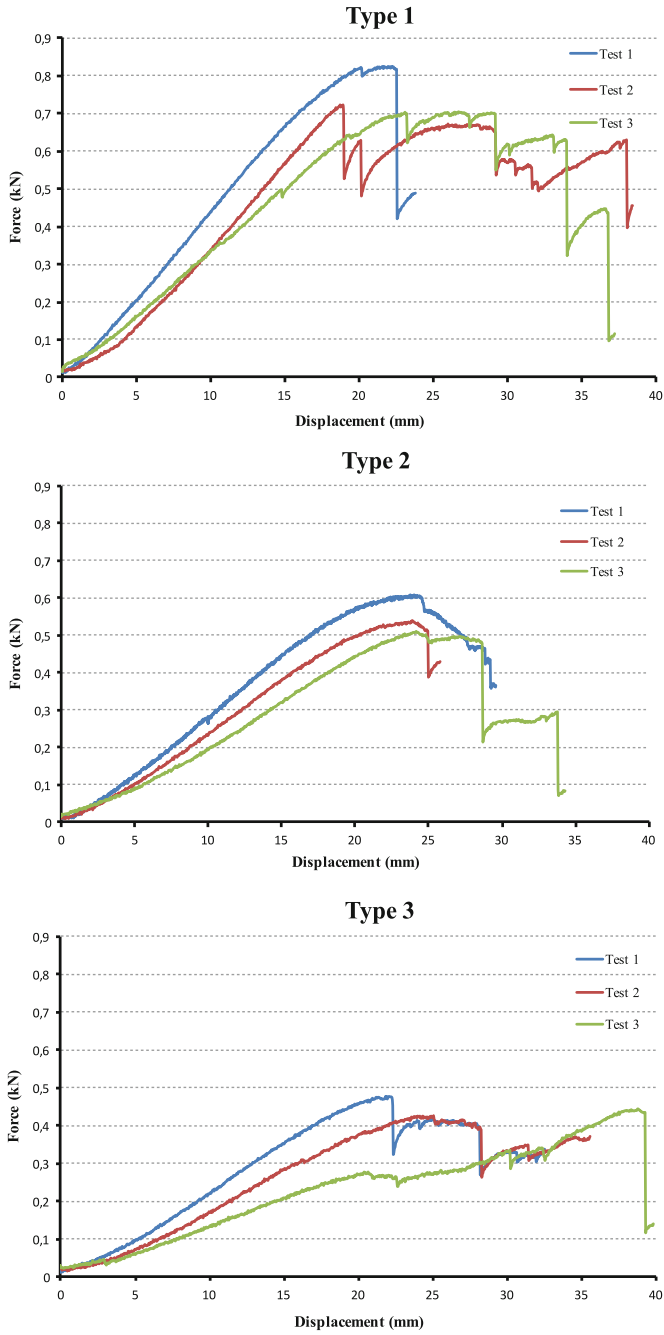 Type 1
0,9
0,8
0,7
0,6
0,5
0,4
0,3
0,2
0,1
0
Force (kN)
Test 1
Test 2
Test 3
0 5 10 15 20 25 30 35 40
Displacement (mm)
Type 2
0,9
0,8
0,7
0,6
0,5
0,4
0,3
0,2
0,1
0
Force (kN)
Test 1
Test 2
Test 3
0 5 10 15 20 25 30 35 40
Displacement (mm)
Type 3
0,9
0,8
0,7
0,6
0,5
0,4
0,3
0,2
0,1
0
Force (kN)
Test 1
Test 2
Test 3
0 5 10 15 20 25 30 35 40
Displacement (mm)